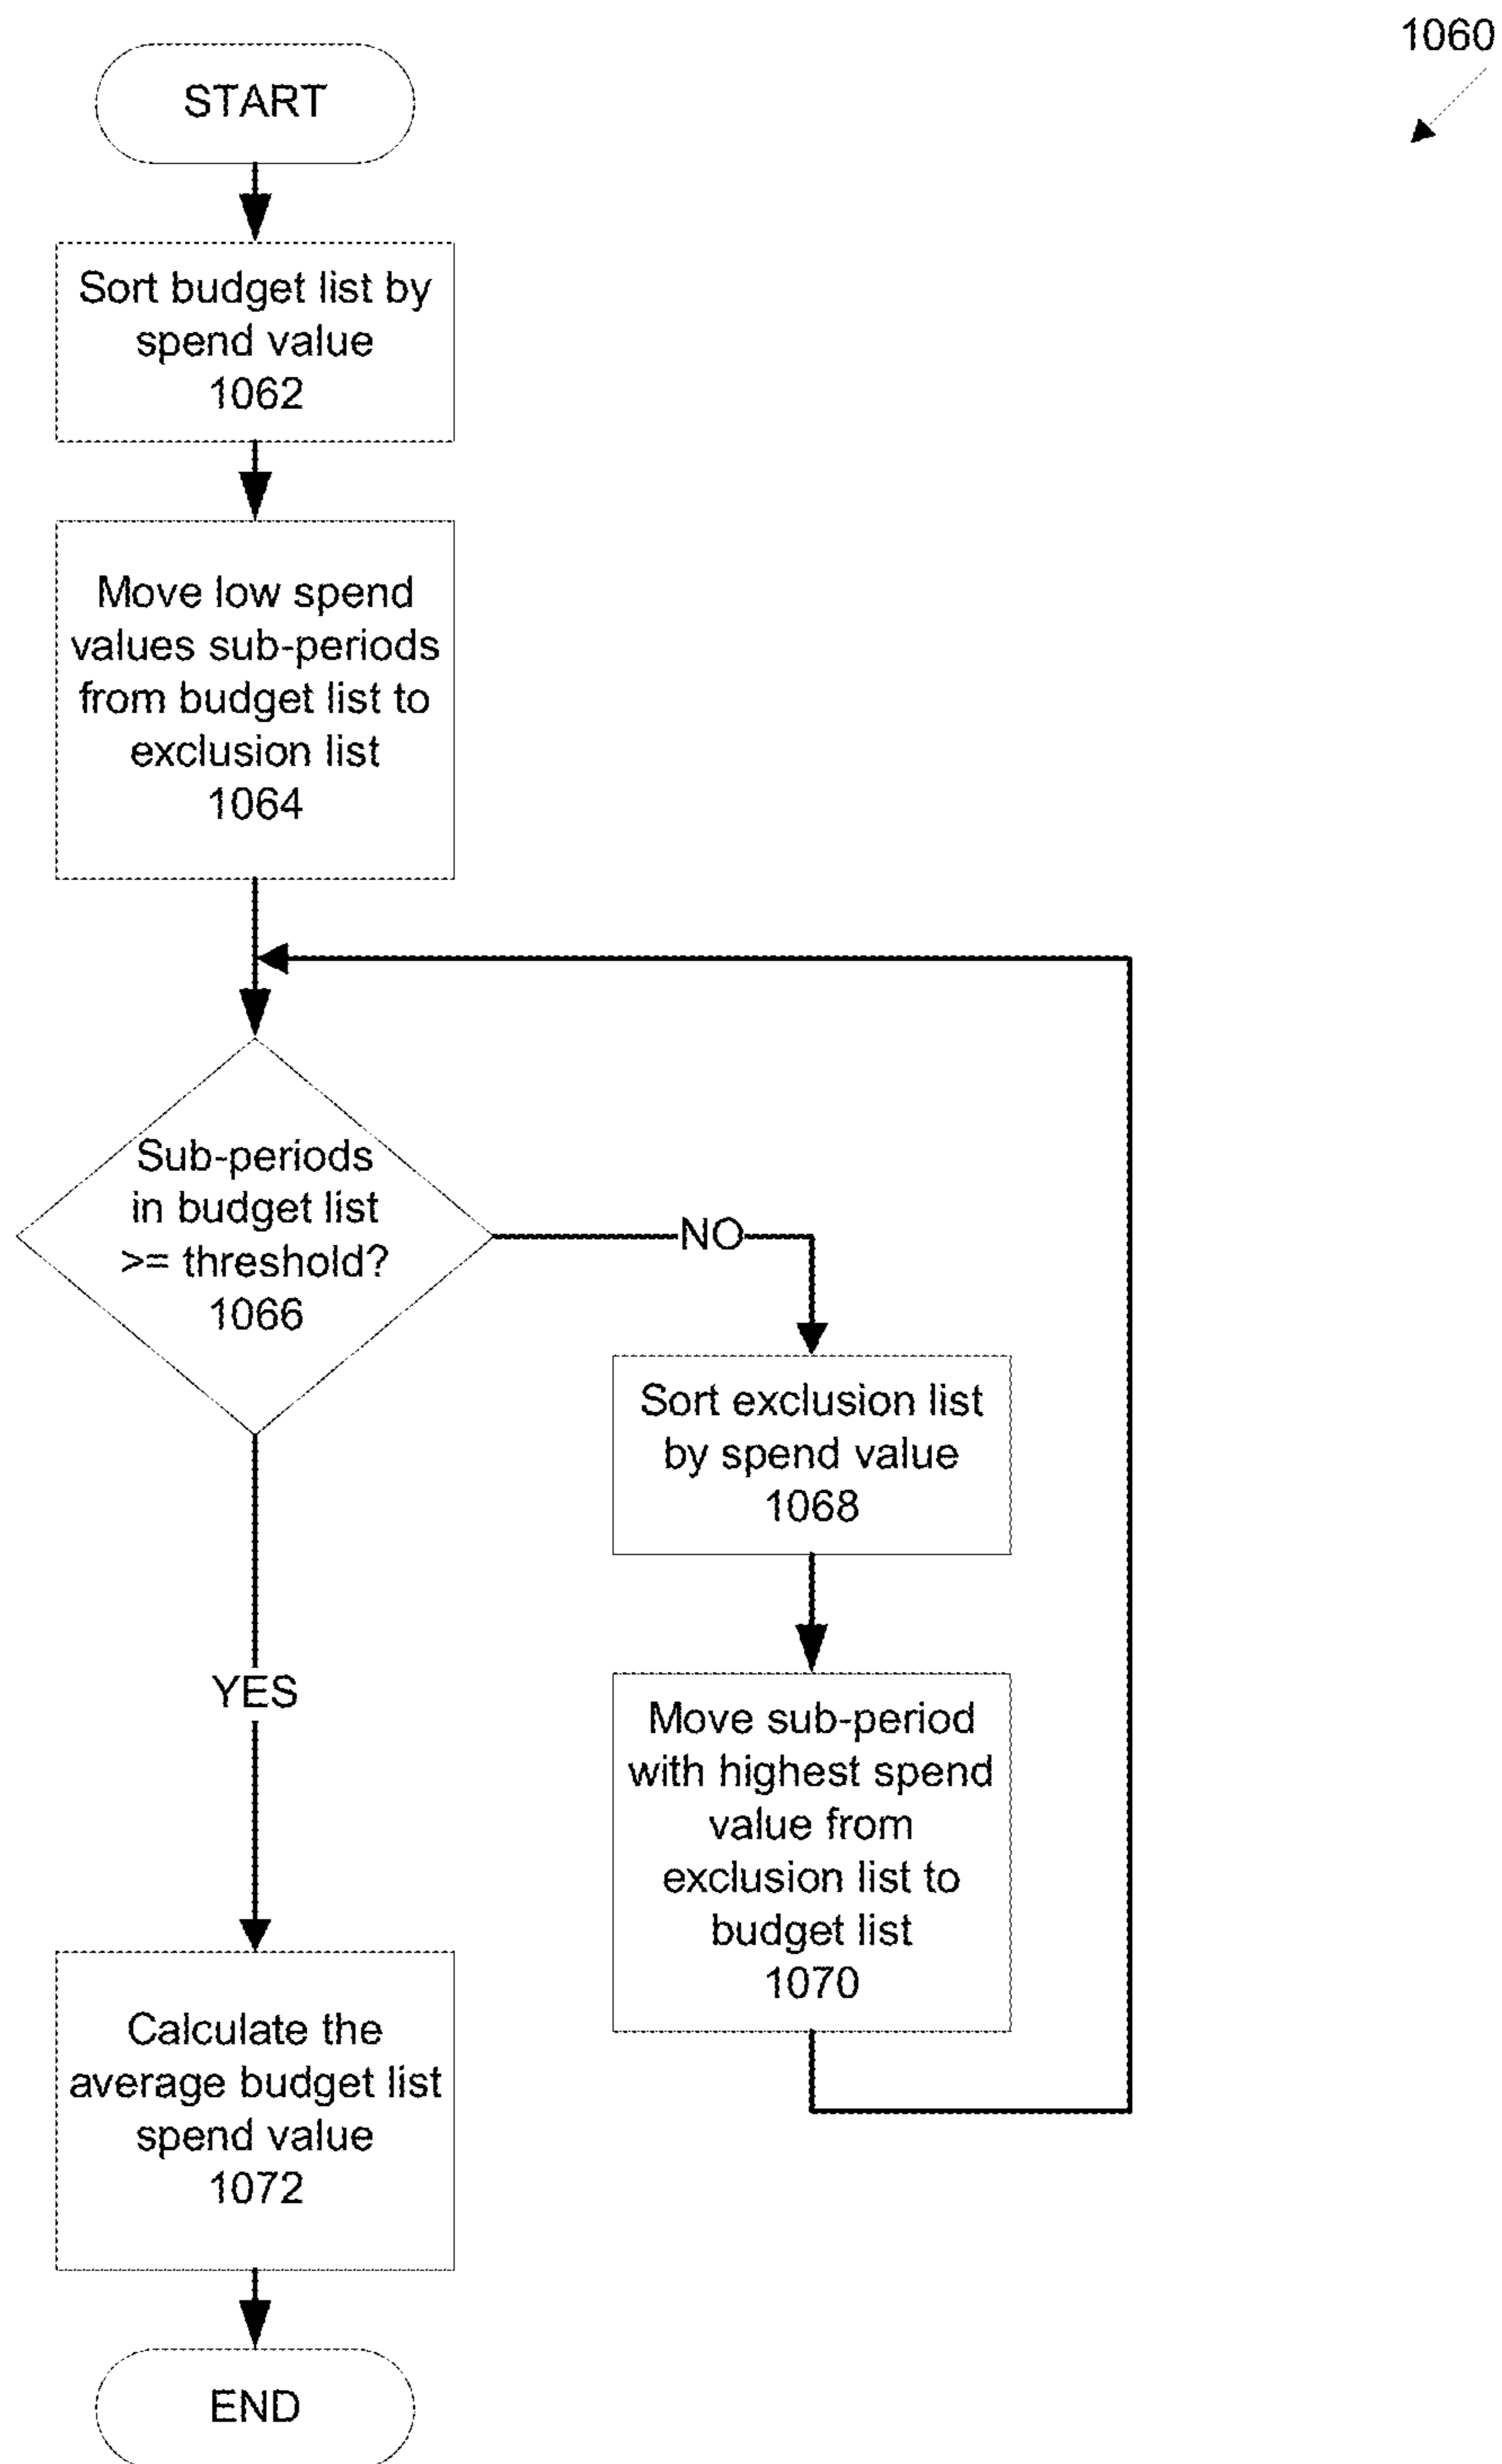 1060
START
Sort budget list by
spend value
1062
Move low spend
values sub-periods
from budget list to
exclusion list
1064
Sub-periods
in budget list
>= threshold?
1066
NO
Sort exclusion list
by spend value
1068
YES
Move sub-period
with highest spend
value from
exclusion list to
budget list
1070
Calculate the
average budget list
spend value
1072
END